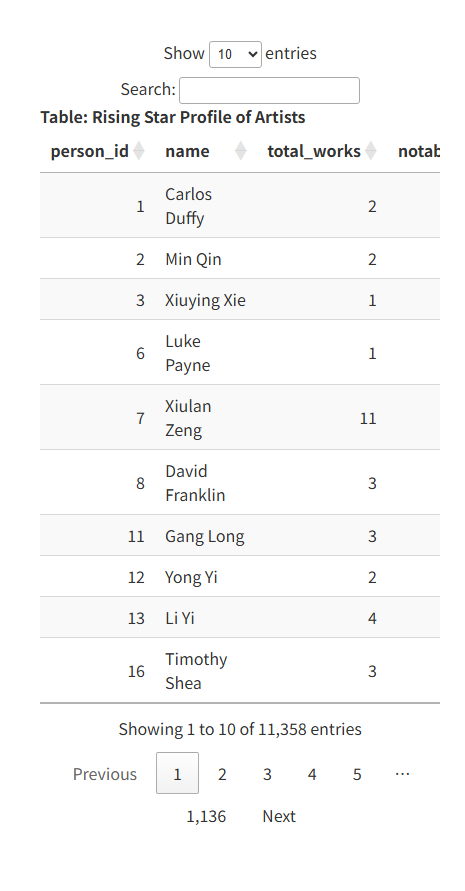 Show 10 entries
Search:
Table: Rising Star Profile of Artists
person_id name total_works notab
1 Carlos Duffy 2
2 Min Qin 2
3 Xiuying Xie 1
6 Luke Payne 1
7 Xiulan Zeng 11
8 David Franklin 3
11 Gang Long 3
12 Yong Yi 2
13 Li Yi 4
16 Timothy Shea 3
Showing 1 to 10 of 11,358 entries
Previous 1 2 3 4 5 …
1,136 Next